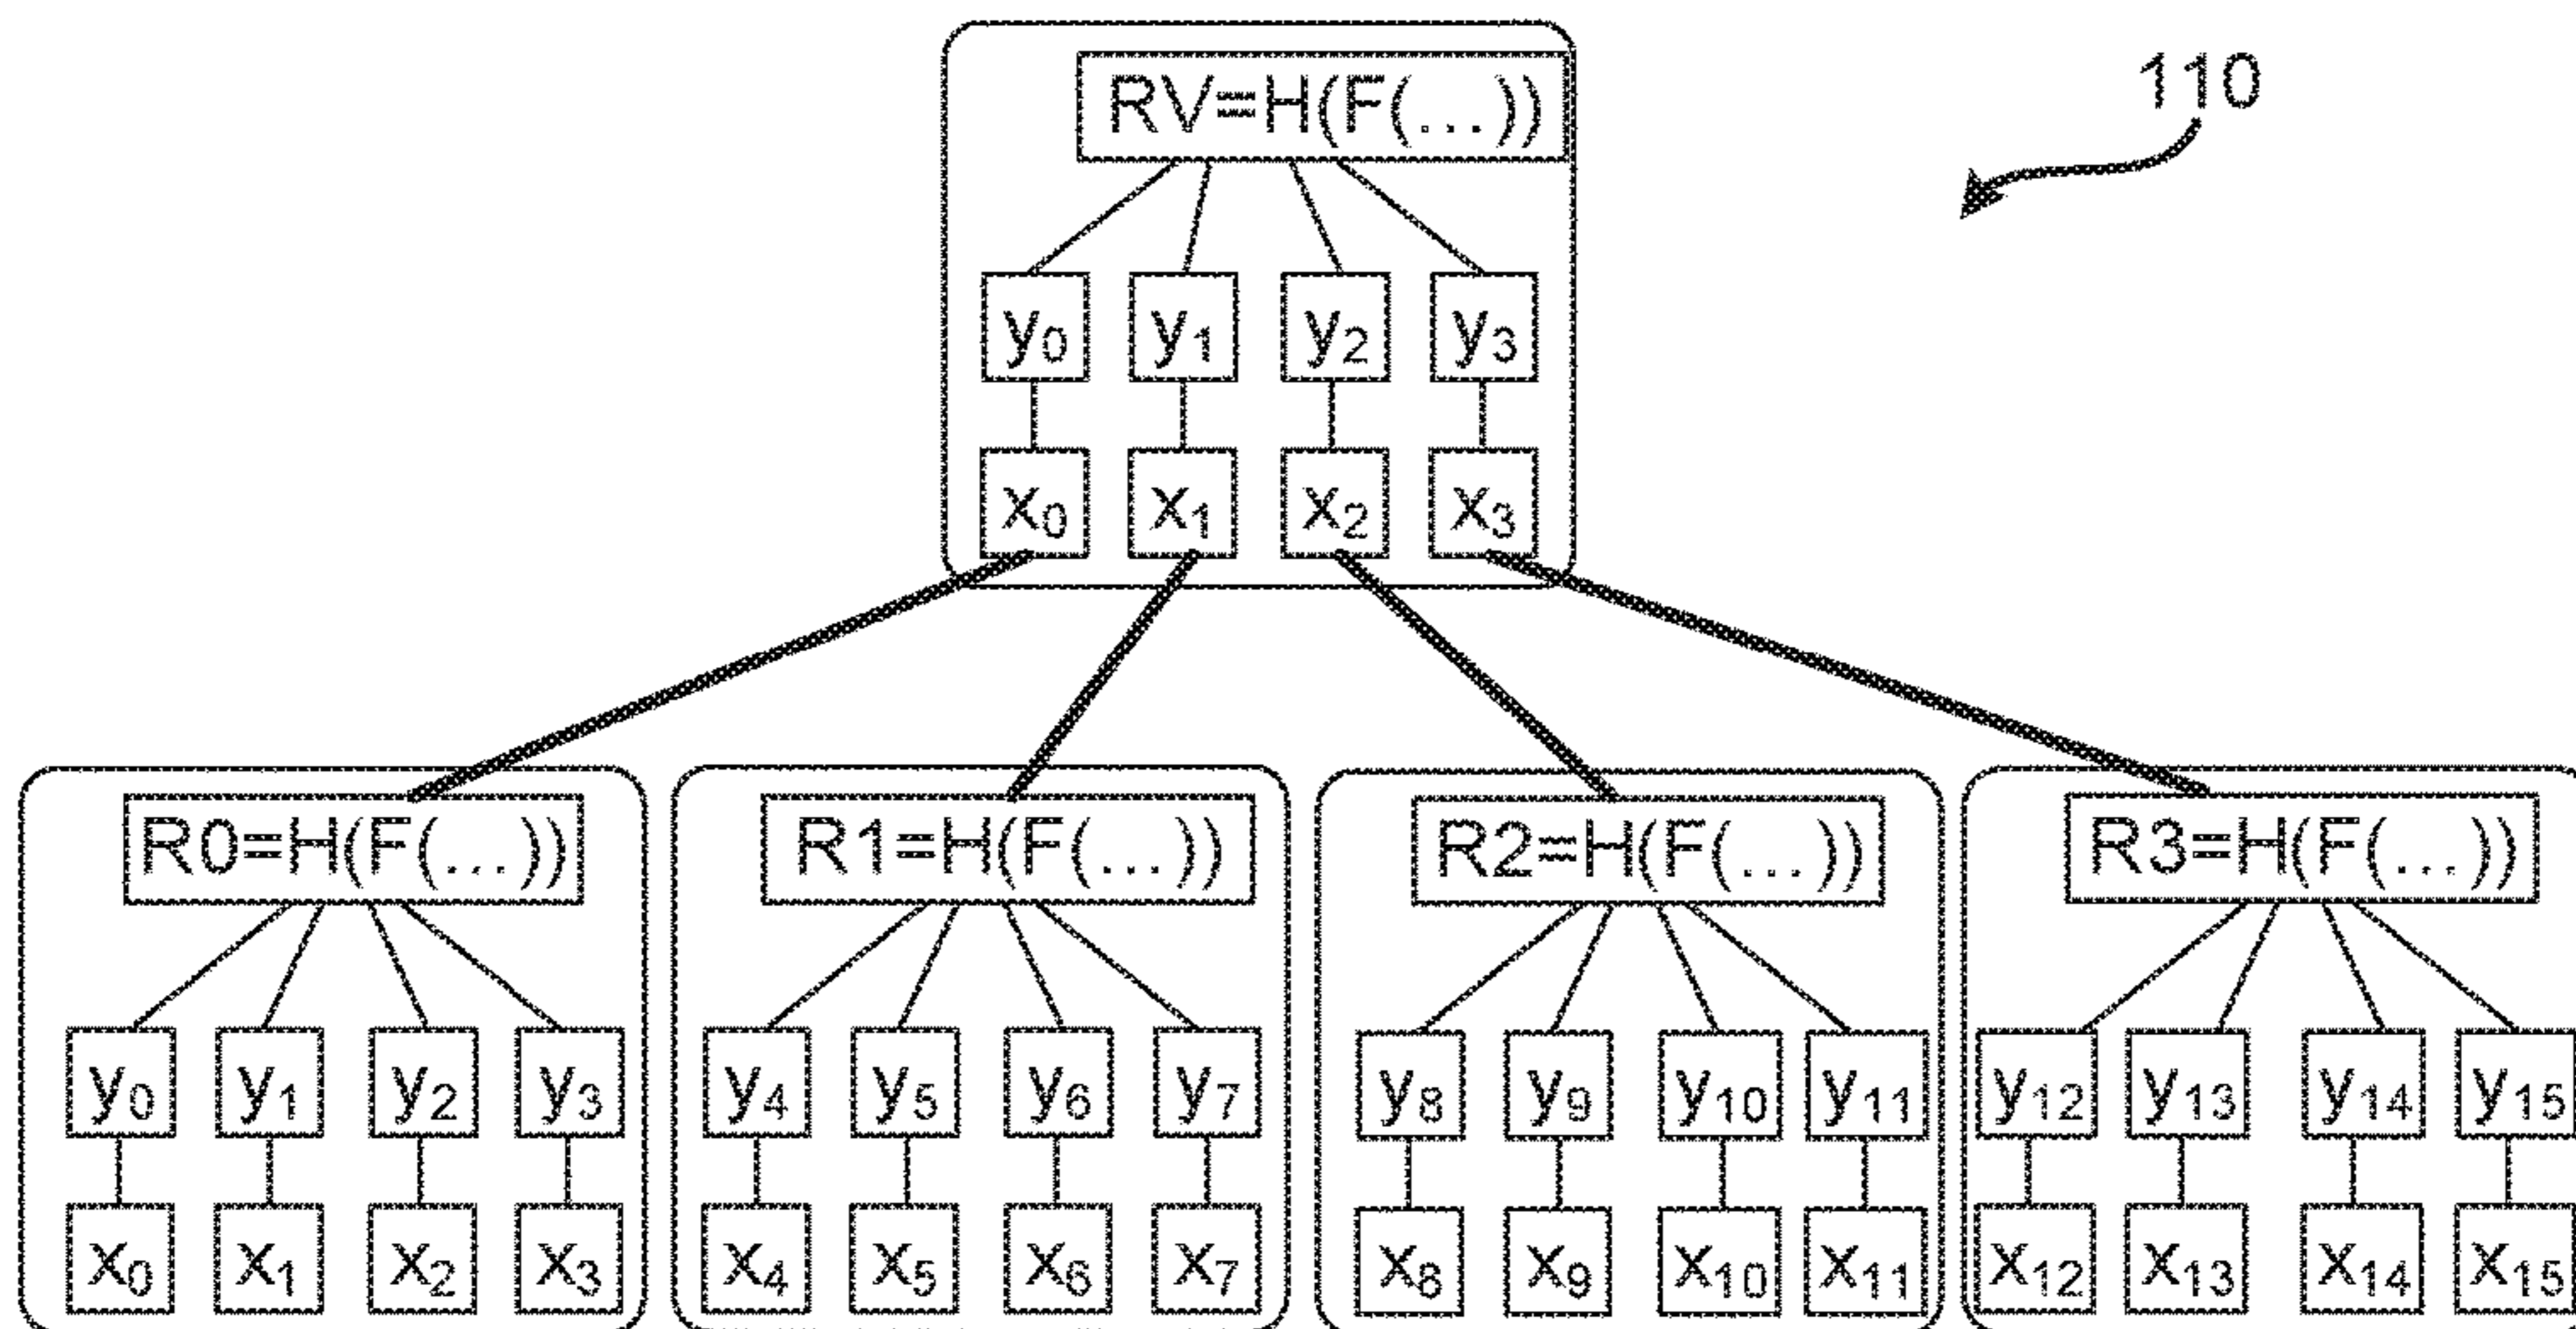 110
RV=H(F(...))
y₀ y₁ y₂ y₃
x₀ x₁ x₂ x₃
R0=H(F(...)) R1=H(F(...)) R2=H(F(...)) R3=H(F(...))
y₀ y₁ y₂ y₃ y₄ y₅ y₆ y₇ y₈ y₉ y₁₀ y₁₁ y₁₂ y₁₃ y₁₄ y₁₅
x₀ x₁ x₂ x₃ x₄ x₅ x₆ x₇ x₈ x₉ x₁₀ x₁₁ x₁₂ x₁₃ x₁₄ x₁₅